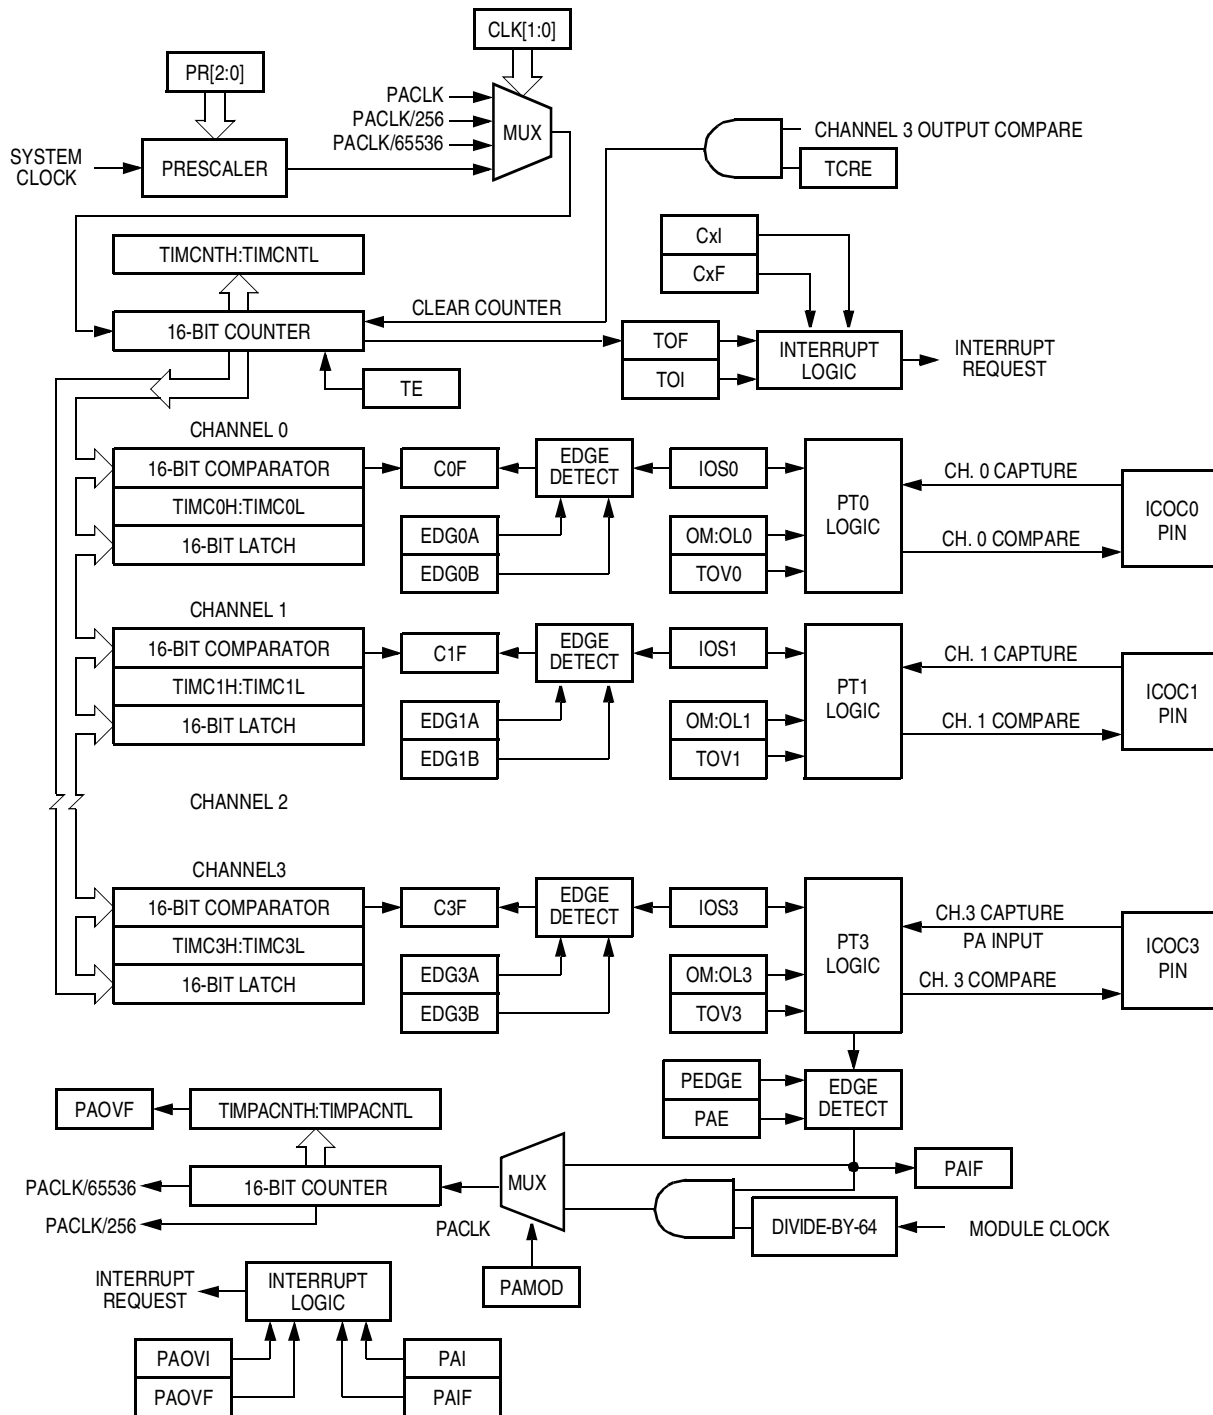 CLK[1:0]
PR[2:0]
PACLK
PACLK/256
PACLK/65536
MUX
SYSTEM
CLOCK
PRESCALER
CHANNEL 3 OUTPUT COMPARE
TCRE
TIMCNTH:TIMCNTL
CxI
CxF
CLEAR COUNTER
16-BIT COUNTER
TOF
TOI
INTERRUPT
LOGIC
INTERRUPT
REQUEST
TE
CHANNEL 0
16-BIT COMPARATOR
TIMC0H:TIMC0L
16-BIT LATCH
C0F
EDGE
DETECT
IOS0
EDG0A
EDG0B
OM:OL0
TOV0
PT0
LOGIC
CH. 0 CAPTURE
CH. 0 COMPARE
ICOC0
PIN
CHANNEL 1
16-BIT COMPARATOR
TIMC1H:TIMC1L
16-BIT LATCH
C1F
EDGE
DETECT
IOS1
EDG1A
EDG1B
OM:OL1
TOV1
PT1
LOGIC
CH. 1 CAPTURE
CH. 1 COMPARE
ICOC1
PIN
CHANNEL 2
CHANNEL3
16-BIT COMPARATOR
TIMC3H:TIMC3L
16-BIT LATCH
C3F
EDGE
DETECT
IOS3
EDG3A
EDG3B
OM:OL3
TOV3
PT3
LOGIC
CH.3 CAPTURE
PA INPUT
CH. 3 COMPARE
ICOC3
PIN
PEDGE
PAE
EDGE
DETECT
PAOVF
TIMPACNTH:TIMPACNTL
PACLK/65536
16-BIT COUNTER
PACLK/256
PACLK
MUX
PAIF
DIVIDE-BY-64
MODULE CLOCK
PAMOD
INTERRUPT
REQUEST
INTERRUPT
LOGIC
PAOVI
PAOVF
PAI
PAIF